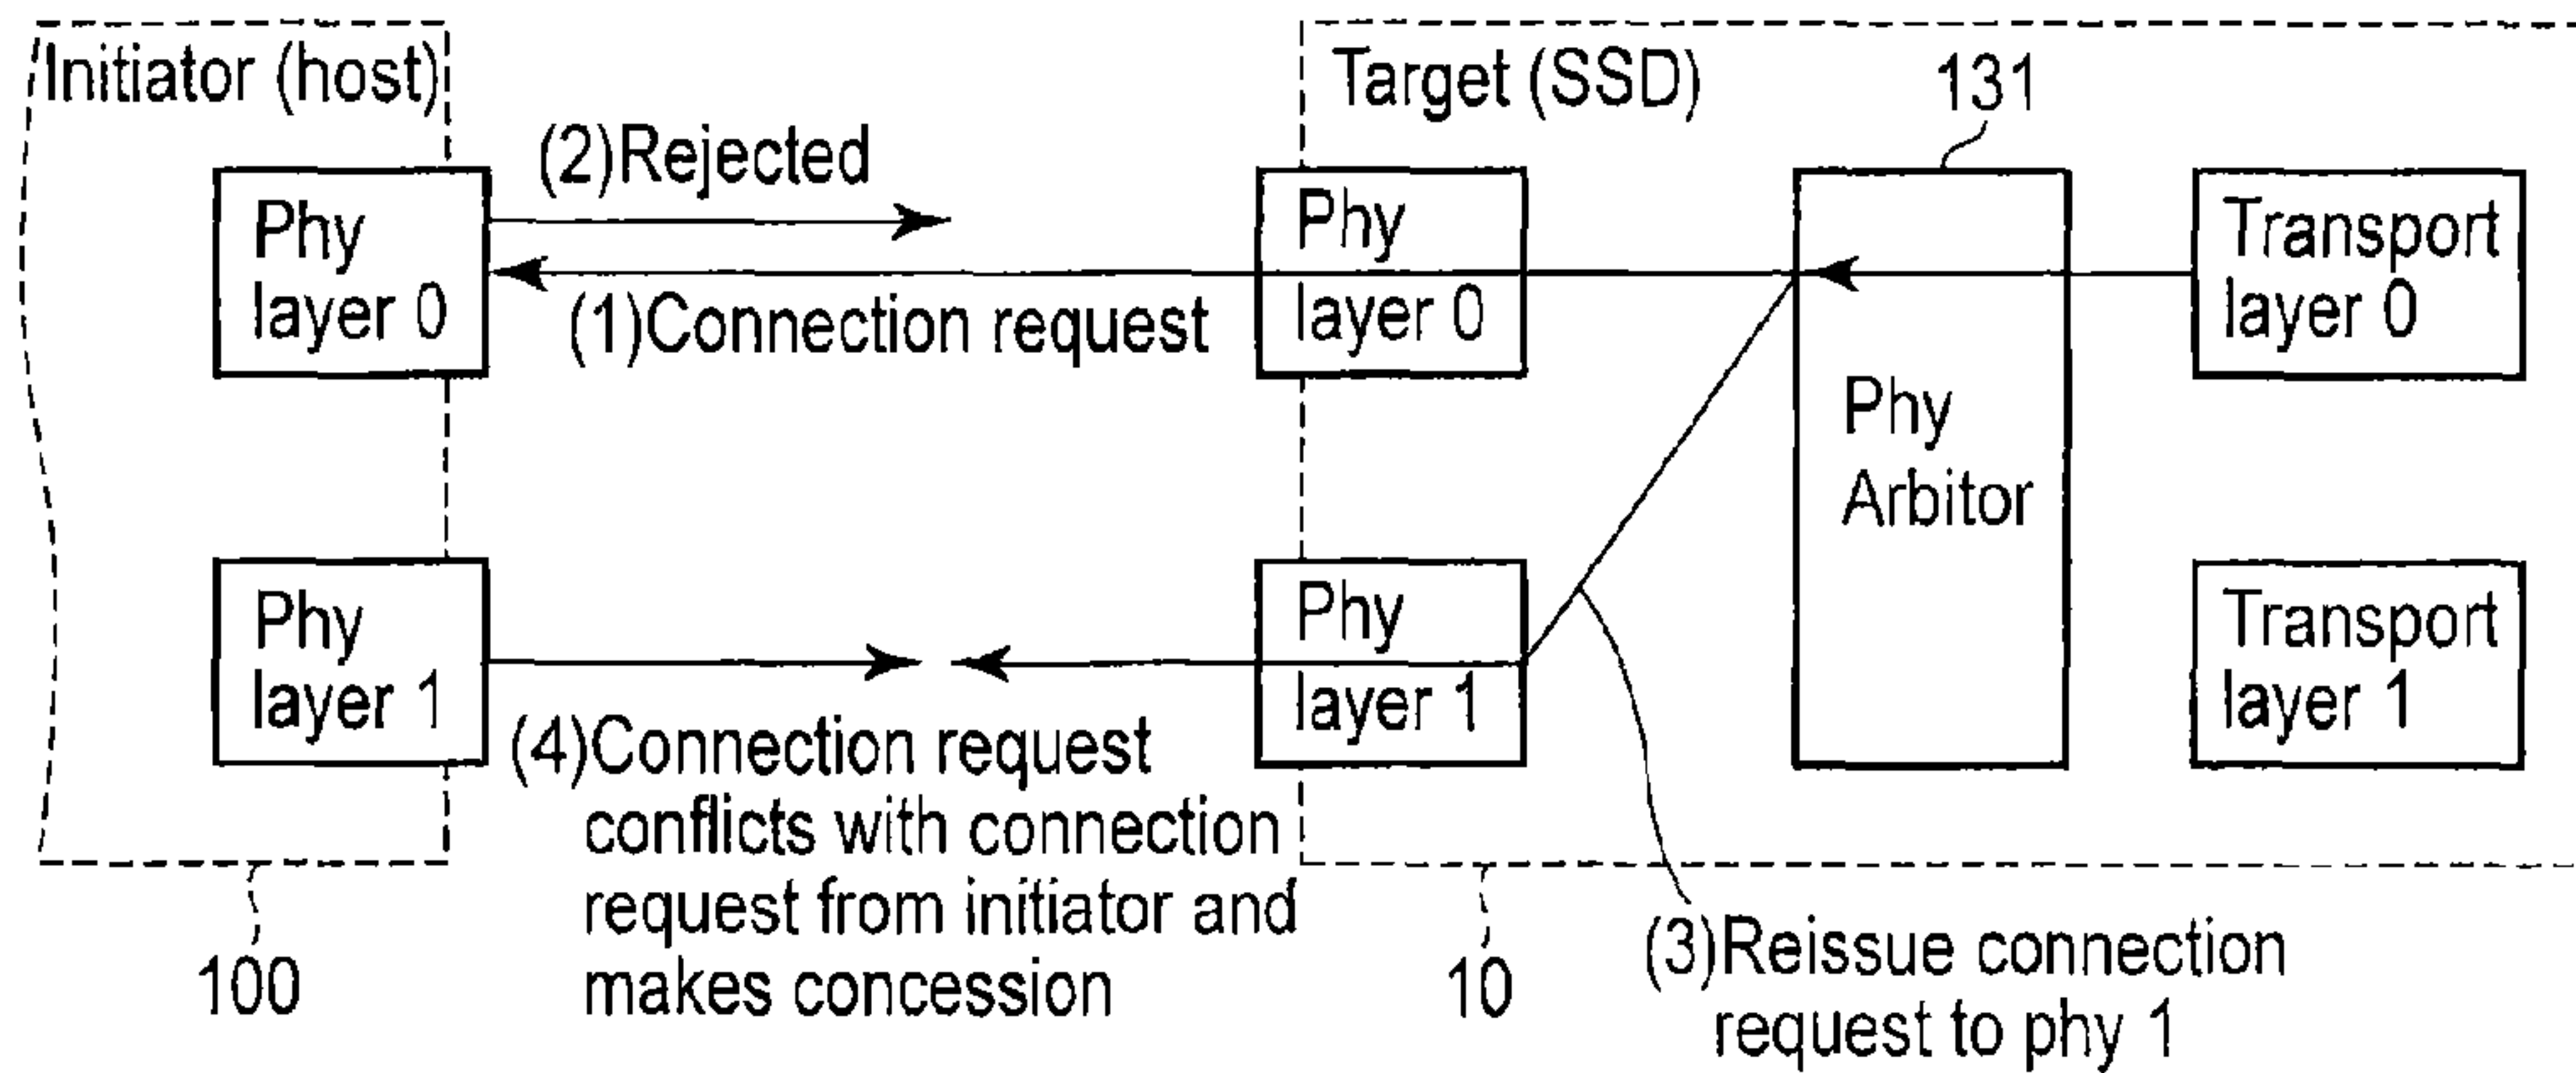 Initiator (host)
Target (SSD)
131
(2)Rejected
Phy
layer 0
(1)Connection request
Phy
layer 0
Phy
Arbitor
Transport
layer 0
Phy
layer 1
(4)Connection request
conflicts with connection
request from initiator and
makes concession
Phy
layer 1
Transport
layer 1
100
10
(3)Reissue connection
request to phy 1